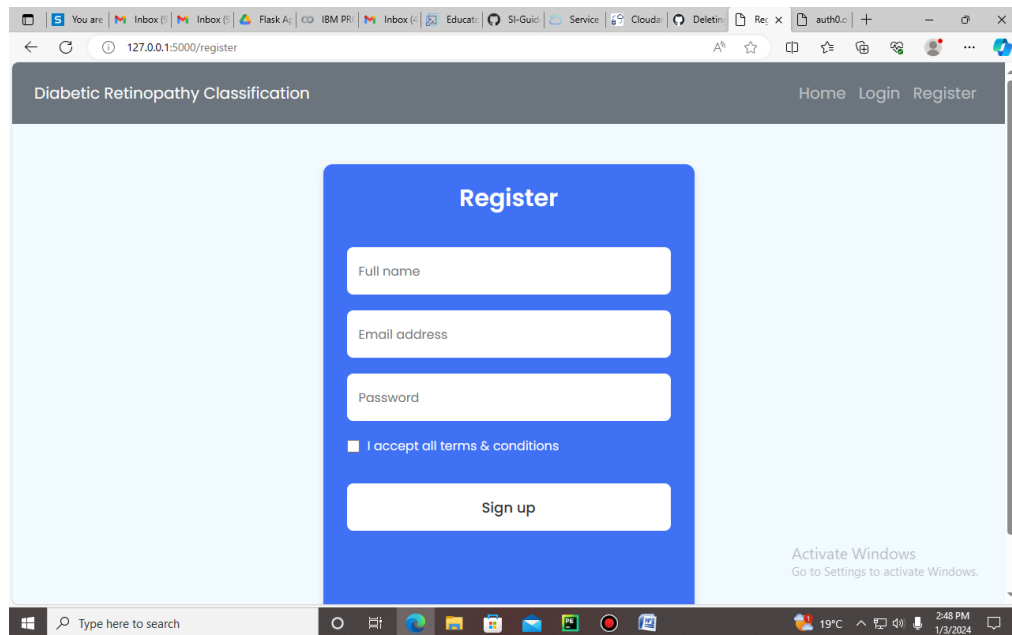 You are
Inbox (
Inbox (
Flask Ap
IBM PR
Inbox (
Educate
SI-Guid
Service
Cloudan
Deleting
Reg
auth0.c
127.0.0.1:5000/register
Diabetic Retinopathy Classification
Home Login Register
Register
Full name
Email address
Password
I accept all terms & conditions
Sign up
Activate Windows
Go to Settings to activate Windows.
Type here to search
19°C
2:48 PM
1/3/2024